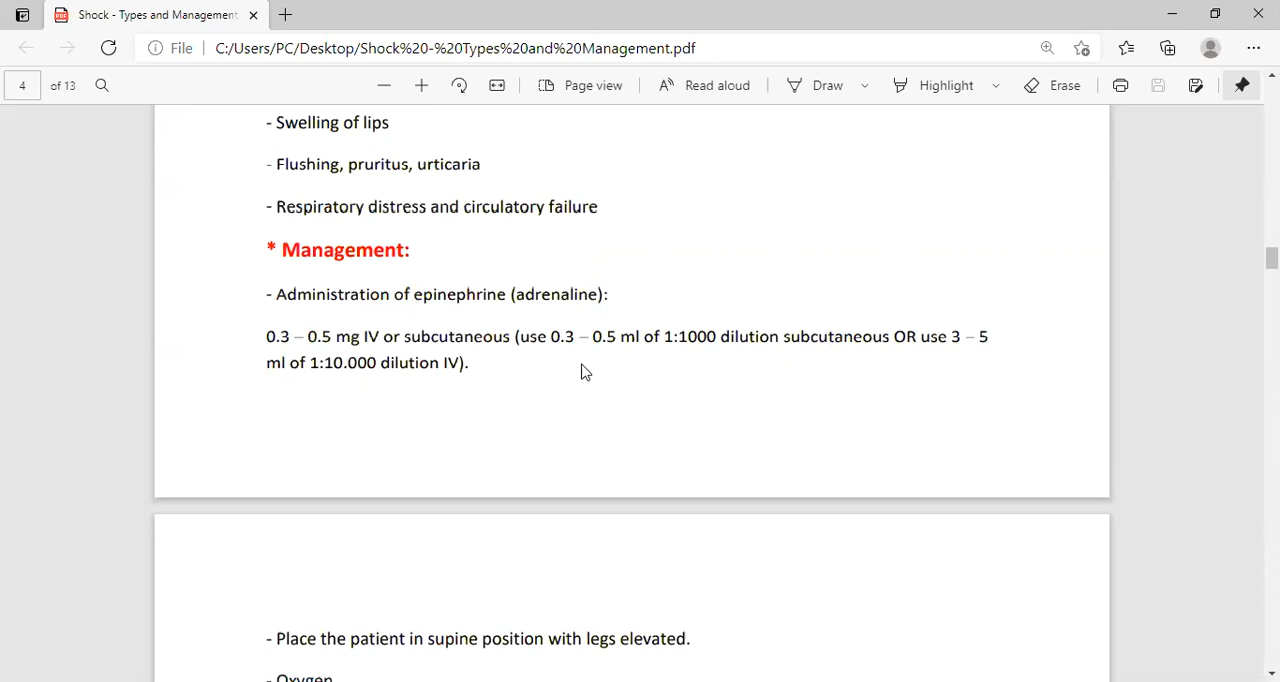 Shock - Types and Management
File
C:/Users/PC/Desktop/Shock%20-%20Types%20and%20Management.pdf
4 of 13
Page view
Read aloud
Draw
Highlight
Erase
- Swelling of lips
- Flushing, pruritus, urticaria
- Respiratory distress and circulatory failure
* Management:
- Administration of epinephrine (adrenaline):
0.3 – 0.5 mg IV or subcutaneous (use 0.3 – 0.5 ml of 1:1000 dilution subcutaneous OR use 3 – 5
ml of 1:10.000 dilution IV).
- Place the patient in supine position with legs elevated.
- Oxygen